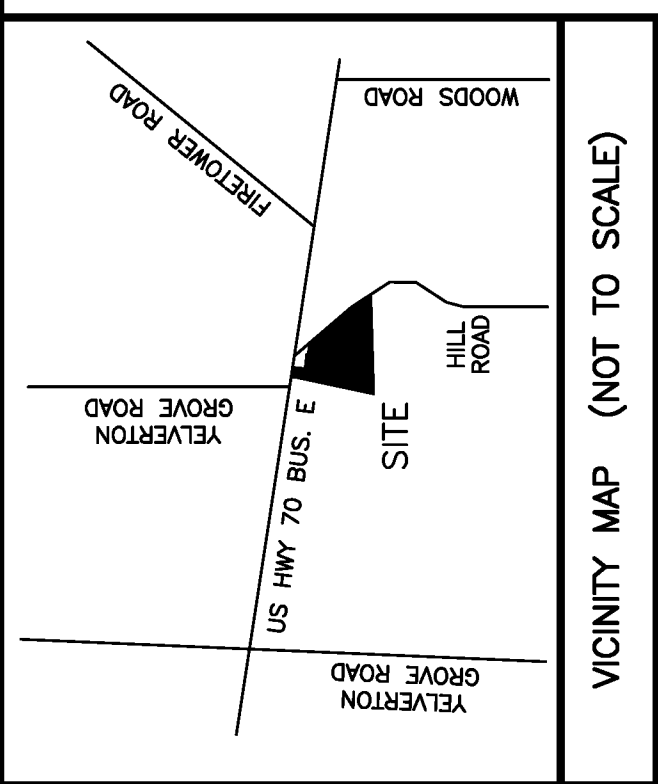 WOODS ROAD
FIRETOWER ROAD
HILL
ROAD
YELVERTON
GROVE ROAD
US HWY 70 BUS. E
SITE
YELVERTON
GROVE ROAD
VICINITY MAP (NOT TO SCALE)